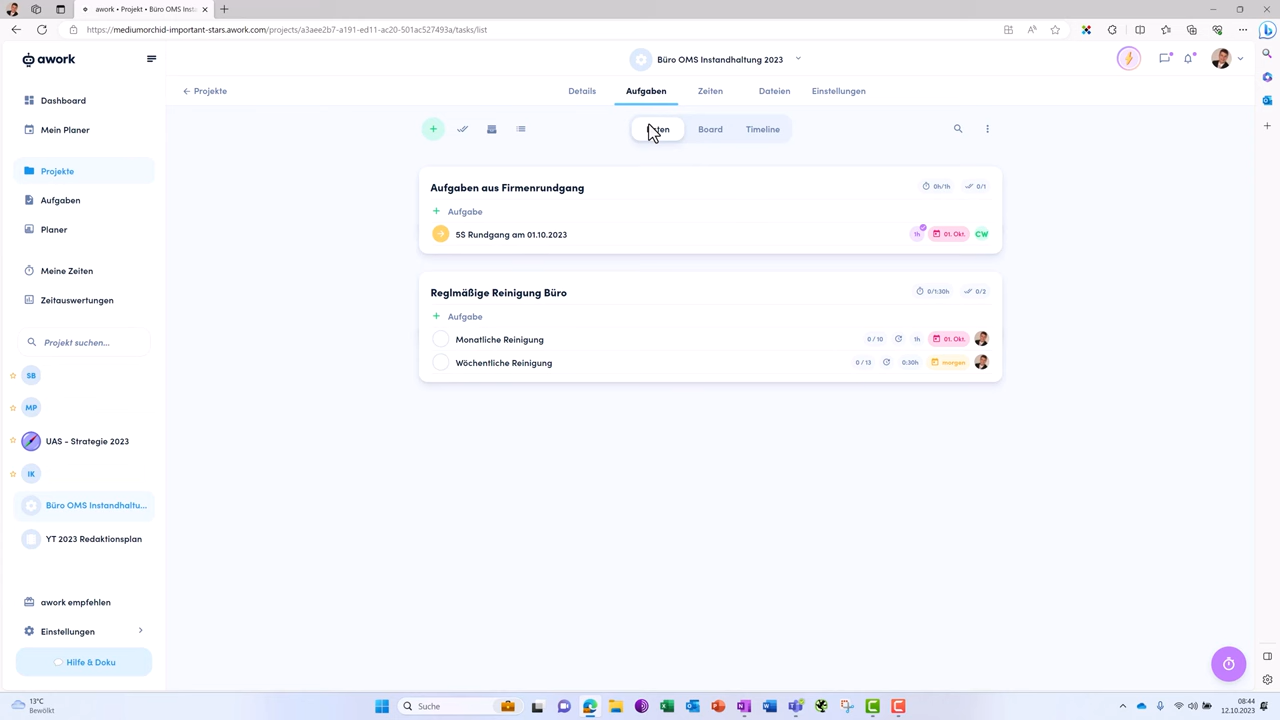 awork • Projekt • Büro OMS Inst
https://mediumorchid-important-stars.awork.com/projects/a3aee2b7-a191-ed11-ac20-501ac527493a/tasks/list
awork
Büro OMS Instandhaltung 2023
Projekte
Details
Aufgaben
Zeiten
Dateien
Einstellungen
Dashboard
Mein Planer
Projekte
Aufgaben
Planer
Meine Zeiten
Zeitauswertungen
Projekt suchen...
SB
MP
UAS - Strategie 2023
IK
Büro OMS Instandhaltu...
YT 2023 Redaktionsplan
awork empfehlen
Einstellungen
Hilfe & Doku
Board
Timeline
Aufgaben aus Firmenrundgang
0h/1h
0/1
+ Aufgabe
5S Rundgang am 01.10.2023
1h
01. Okt.
CW
Reglmäßige Reinigung Büro
0/1:30h
0/2
+ Aufgabe
Monatliche Reinigung
0 / 10
1h
01. Okt.
Wöchentliche Reinigung
0 / 13
0:30h
morgen
13°C
Bewölkt
Suche
08:44
12.10.2023